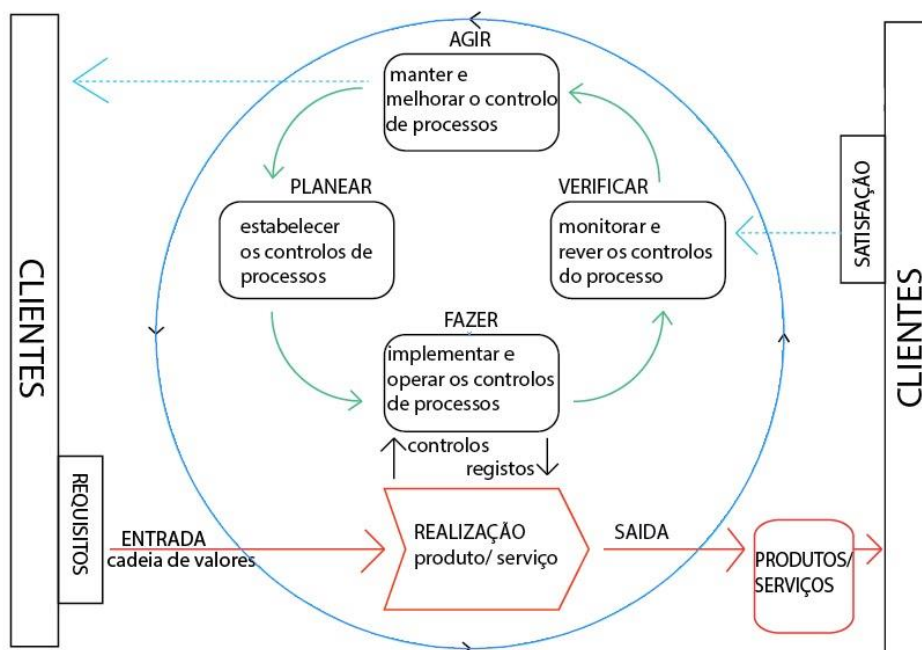 AGIR
manter e
melhorar o controlo
de processos
PLANEAR
estabelecer
os controlos de
processos
VERIFICAR
monitorar e
rever os controlos
do processo
FAZER
implementar e
operar os controlos
de processos
controlos
registos
CLIENTES
REQUISITOS
ENTRADA
cadeia de valores
REALIZAÇÃO
produto/ serviço
SAIDA
PRODUTOS/
SERVIÇOS
SATISFAÇÃO
CLIENTES